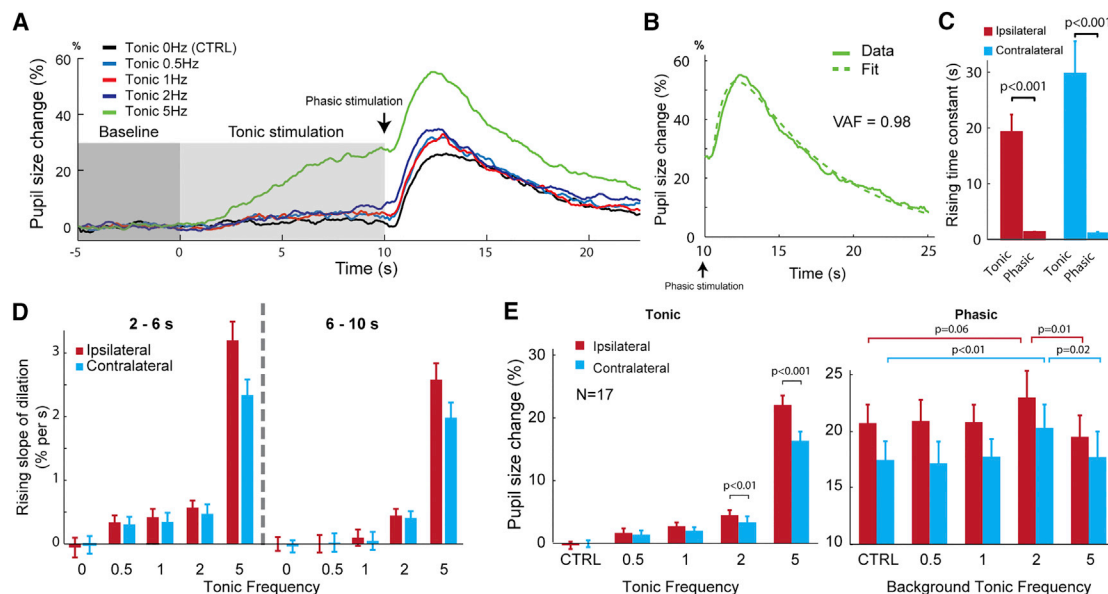 A
%
Tonic 0Hz (CTRL)
Tonic 0.5Hz
Tonic 1Hz
Tonic 2Hz
Tonic 5Hz
Pupil size change (%)
60
40
20
0
Baseline
Tonic stimulation
Phasic stimulation
-5 0 5 10 15 20
Time (s)
B
%
Data
Fit
VAF = 0.98
Pupil size change (%)
60
40
20
0
10 15 20 25
Time (s)
Phasic stimulation
C
Ipsilateral
Contralateral
p<0.001
p<0.001
Rising time constant (s)
30
20
10
0
Tonic
Phasic
Tonic
Phasic
D
2 - 6 s
6 - 10 s
Ipsilateral
Contralateral
Rising slope of dilation
(% per s)
3
2
1
0
0 0.5 1 2 5 0 0.5 1 2 5
Tonic Frequency
E
Tonic
Ipsilateral
Contralateral
N=17
p<0.001
p<0.01
Pupil size change (%)
30
20
10
0
CTRL 0.5 1 2 5
Tonic Frequency
Phasic
p=0.06
p=0.01
p<0.01
p=0.02
30
25
20
15
10
CTRL 0.5 1 2 5
Background Tonic Frequency